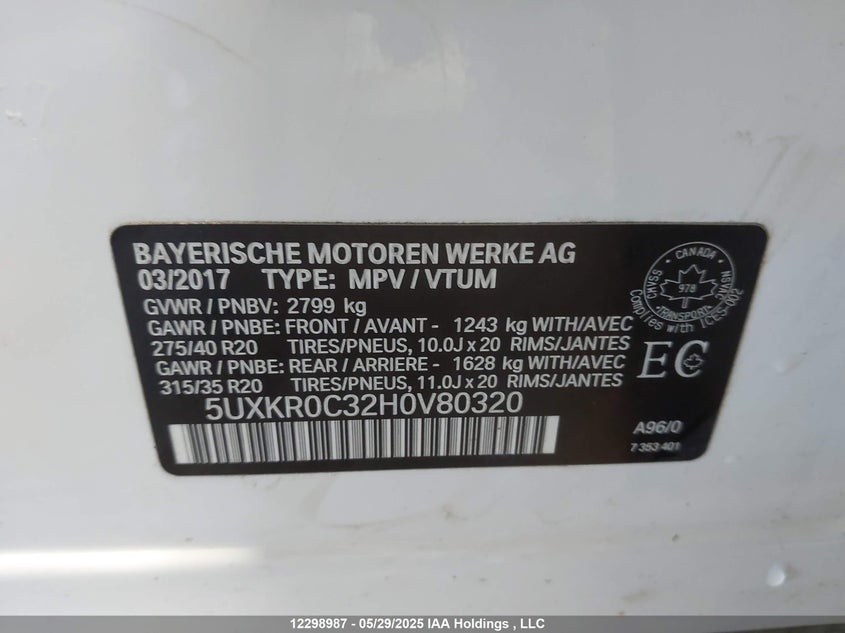 BAYERISCHE MOTOREN WERKE AG
03/2017 TYPE: MPV / VTUM
GVWR / PNBV: 2799 kg
GAWR / PNBE: FRONT / AVANT - 1243 kg WITH/AVEC
275/40 R20 TIRES/PNEUS, 10.0J x 20 RIMS/JANTES
GAWR / PNBE: REAR / ARRIERE - 1628 kg WITH/AVEC
315/35 R20 TIRES/PNEUS, 11.0J x 20 RIMS/JANTES
5UXKR0C32H0V80320
CANADA
CMVSS
NSVAC
978
TRANSPORT
Complies with ICES-002
EC
A96/0
7 353 401
12298987 - 05/29/2025 IAA Holdings , LLC